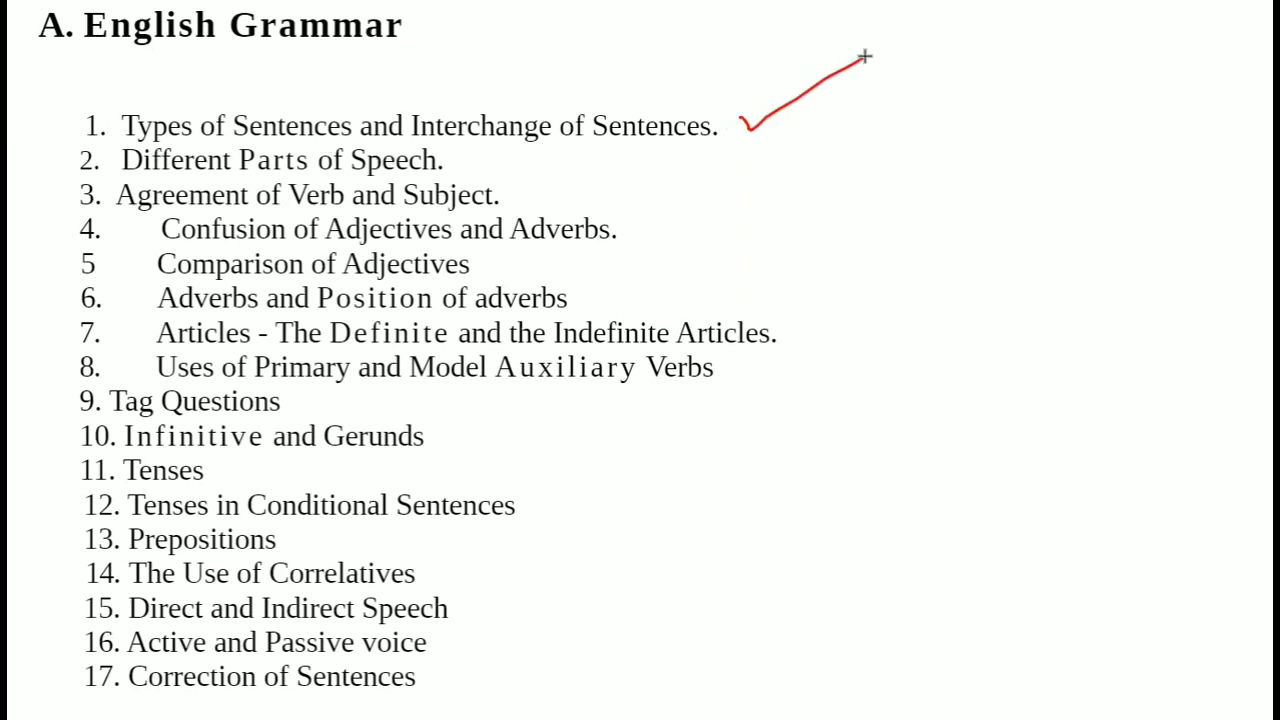 A. English Grammar
1. Types of Sentences and Interchange of Sentences.
2. Different Parts of Speech.
3. Agreement of Verb and Subject.
4. Confusion of Adjectives and Adverbs.
5 Comparison of Adjectives
6. Adverbs and Position of adverbs
7. Articles - The Definite and the Indefinite Articles.
8. Uses of Primary and Model Auxiliary Verbs
9. Tag Questions
10. Infinitive and Gerunds
11. Tenses
12. Tenses in Conditional Sentences
13. Prepositions
14. The Use of Correlatives
15. Direct and Indirect Speech
16. Active and Passive voice
17. Correction of Sentences